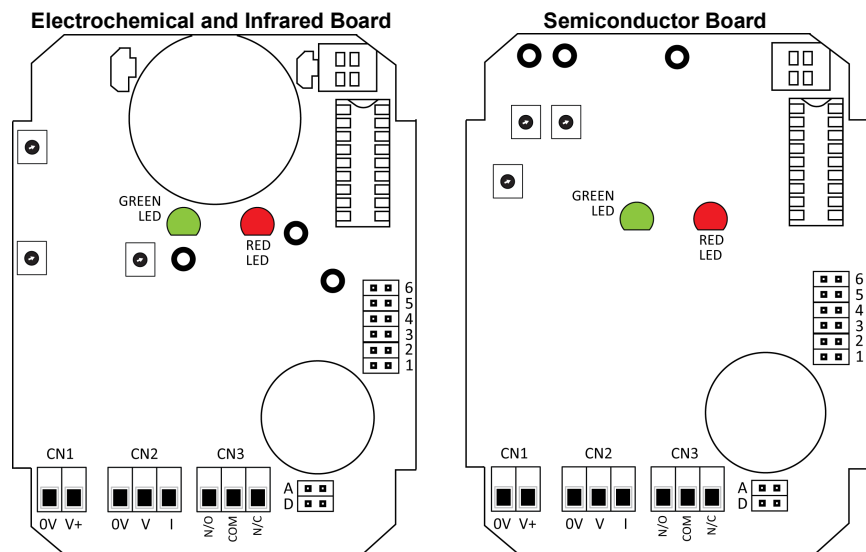 Electrochemical and Infrared Board
GREEN
LED
RED
LED
6
5
4
3
2
1
CN1 CN2 CN3
A
D
0V V+ 0V V I N/O COM N/C
Semiconductor Board
GREEN
LED
RED
LED
6
5
4
3
2
1
CN1 CN2 CN3
A
D
0V V+ 0V V I N/O COM N/C